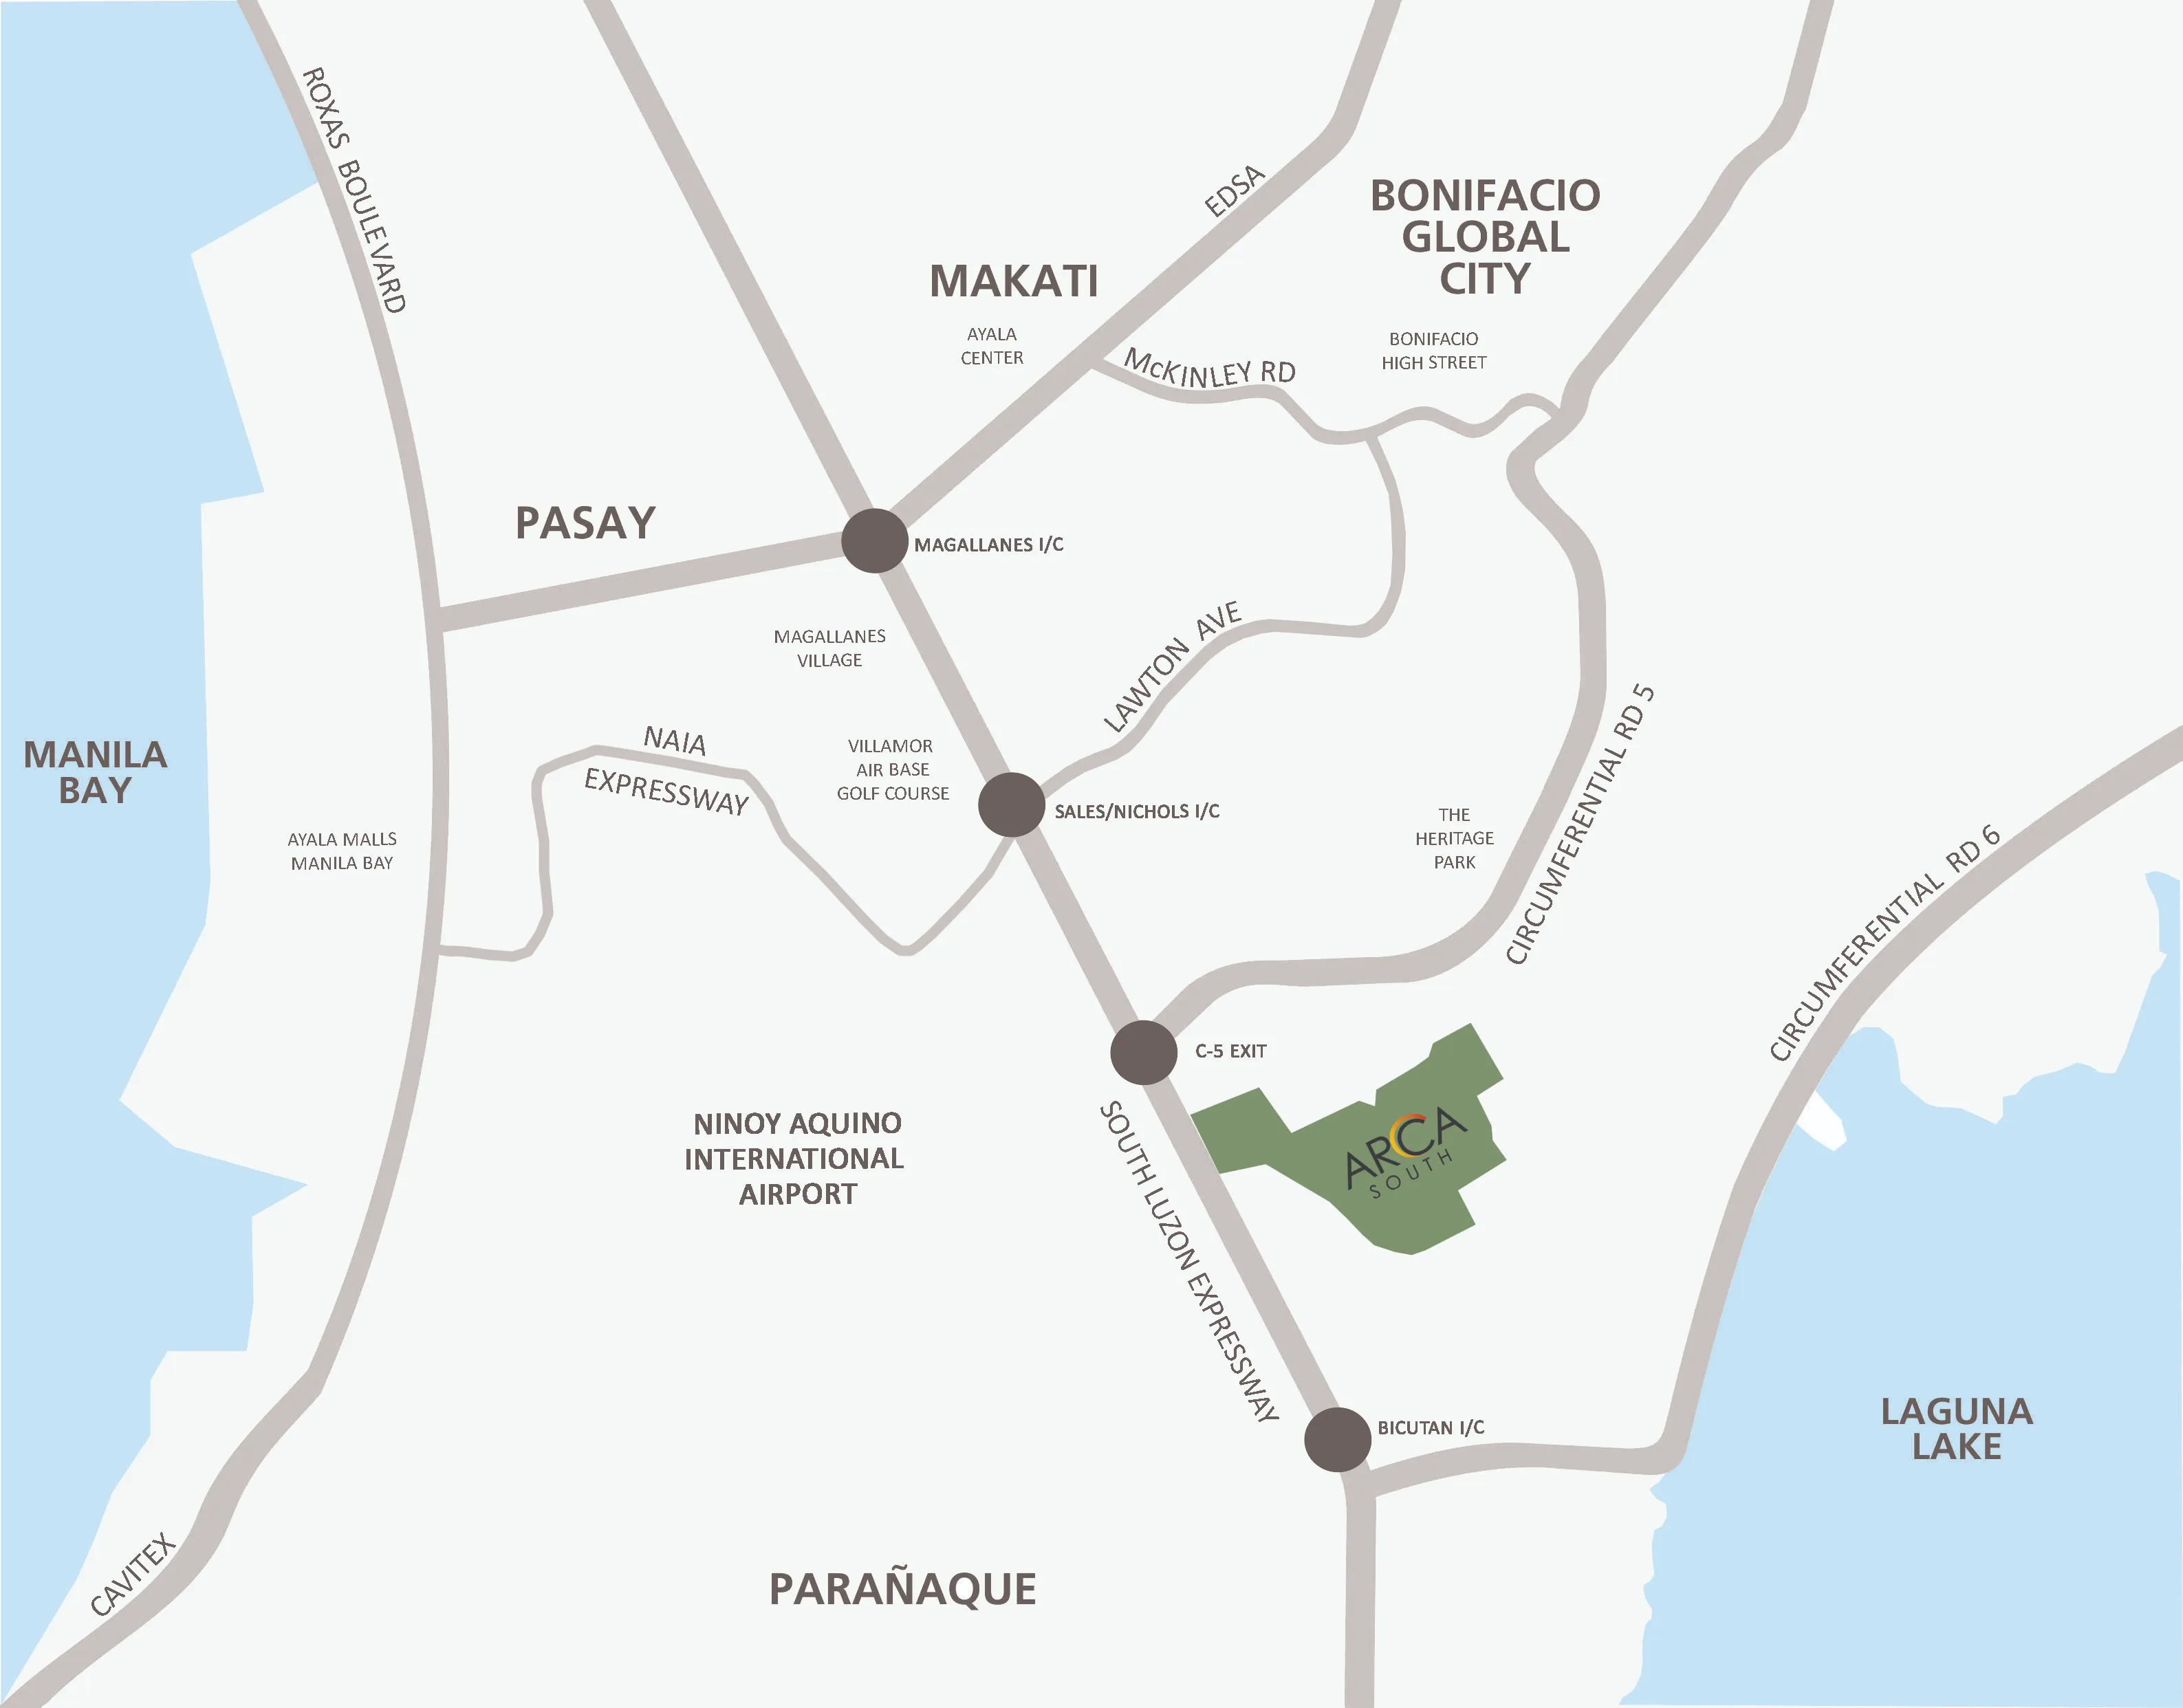 ROXAS BOULEVARD
EDSA
BONIFACIO
GLOBAL
CITY
MAKATI
AYALA
CENTER
McKINLEY RD
BONIFACIO
HIGH STREET
PASAY
MAGALLANES I/C
MAGALLANES
VILLAGE
LAWTON AVE
MANILA
BAY
NAIA
EXPRESSWAY
VILLAMOR
AIR BASE
GOLF COURSE
SALES/NICHOLS I/C
CIRCUMFERENTIAL RD 5
THE
HERITAGE
PARK
AYALA MALLS
MANILA BAY
CIRCUMFERENTIAL RD 6
C-5 EXIT
NINOY AQUINO
INTERNATIONAL
AIRPORT
ARCA
SOUTH
SOUTH LUZON EXPRESSWAY
BICUTAN I/C
LAGUNA
LAKE
CAVITEX
PARAÑAQUE